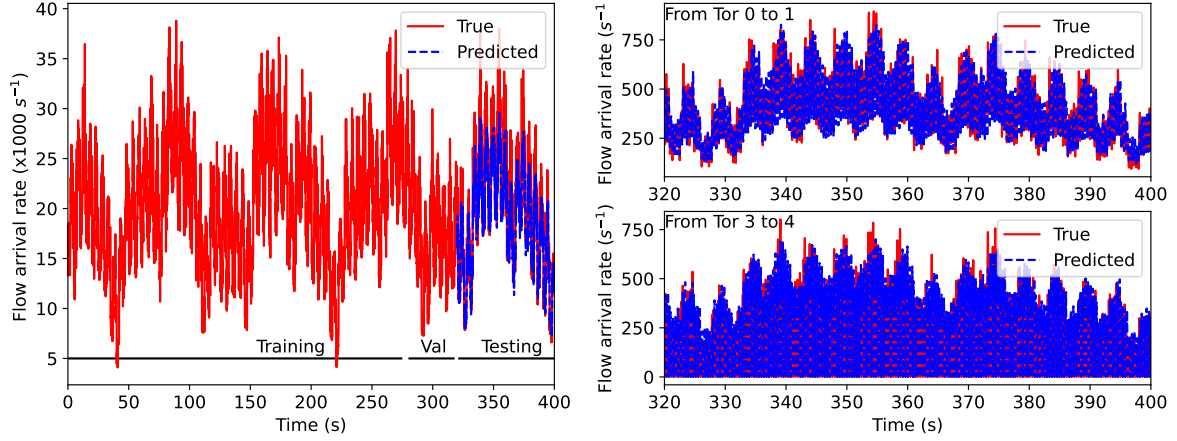 40
35
30
25
20
15
10
5
Flow arrival rate (x1000 s⁻¹)
True
Predicted
Training
Val
Testing
0
50
100
150
200
250
300
350
400
Time (s)
From Tor 0 to 1
True
Predicted
750
500
250
Flow arrival rate (s⁻¹)
320
330
340
350
360
370
380
390
400
From Tor 3 to 4
True
Predicted
750
500
250
0
Flow arrival rate (s⁻¹)
320
330
340
350
360
370
380
390
400
Time (s)